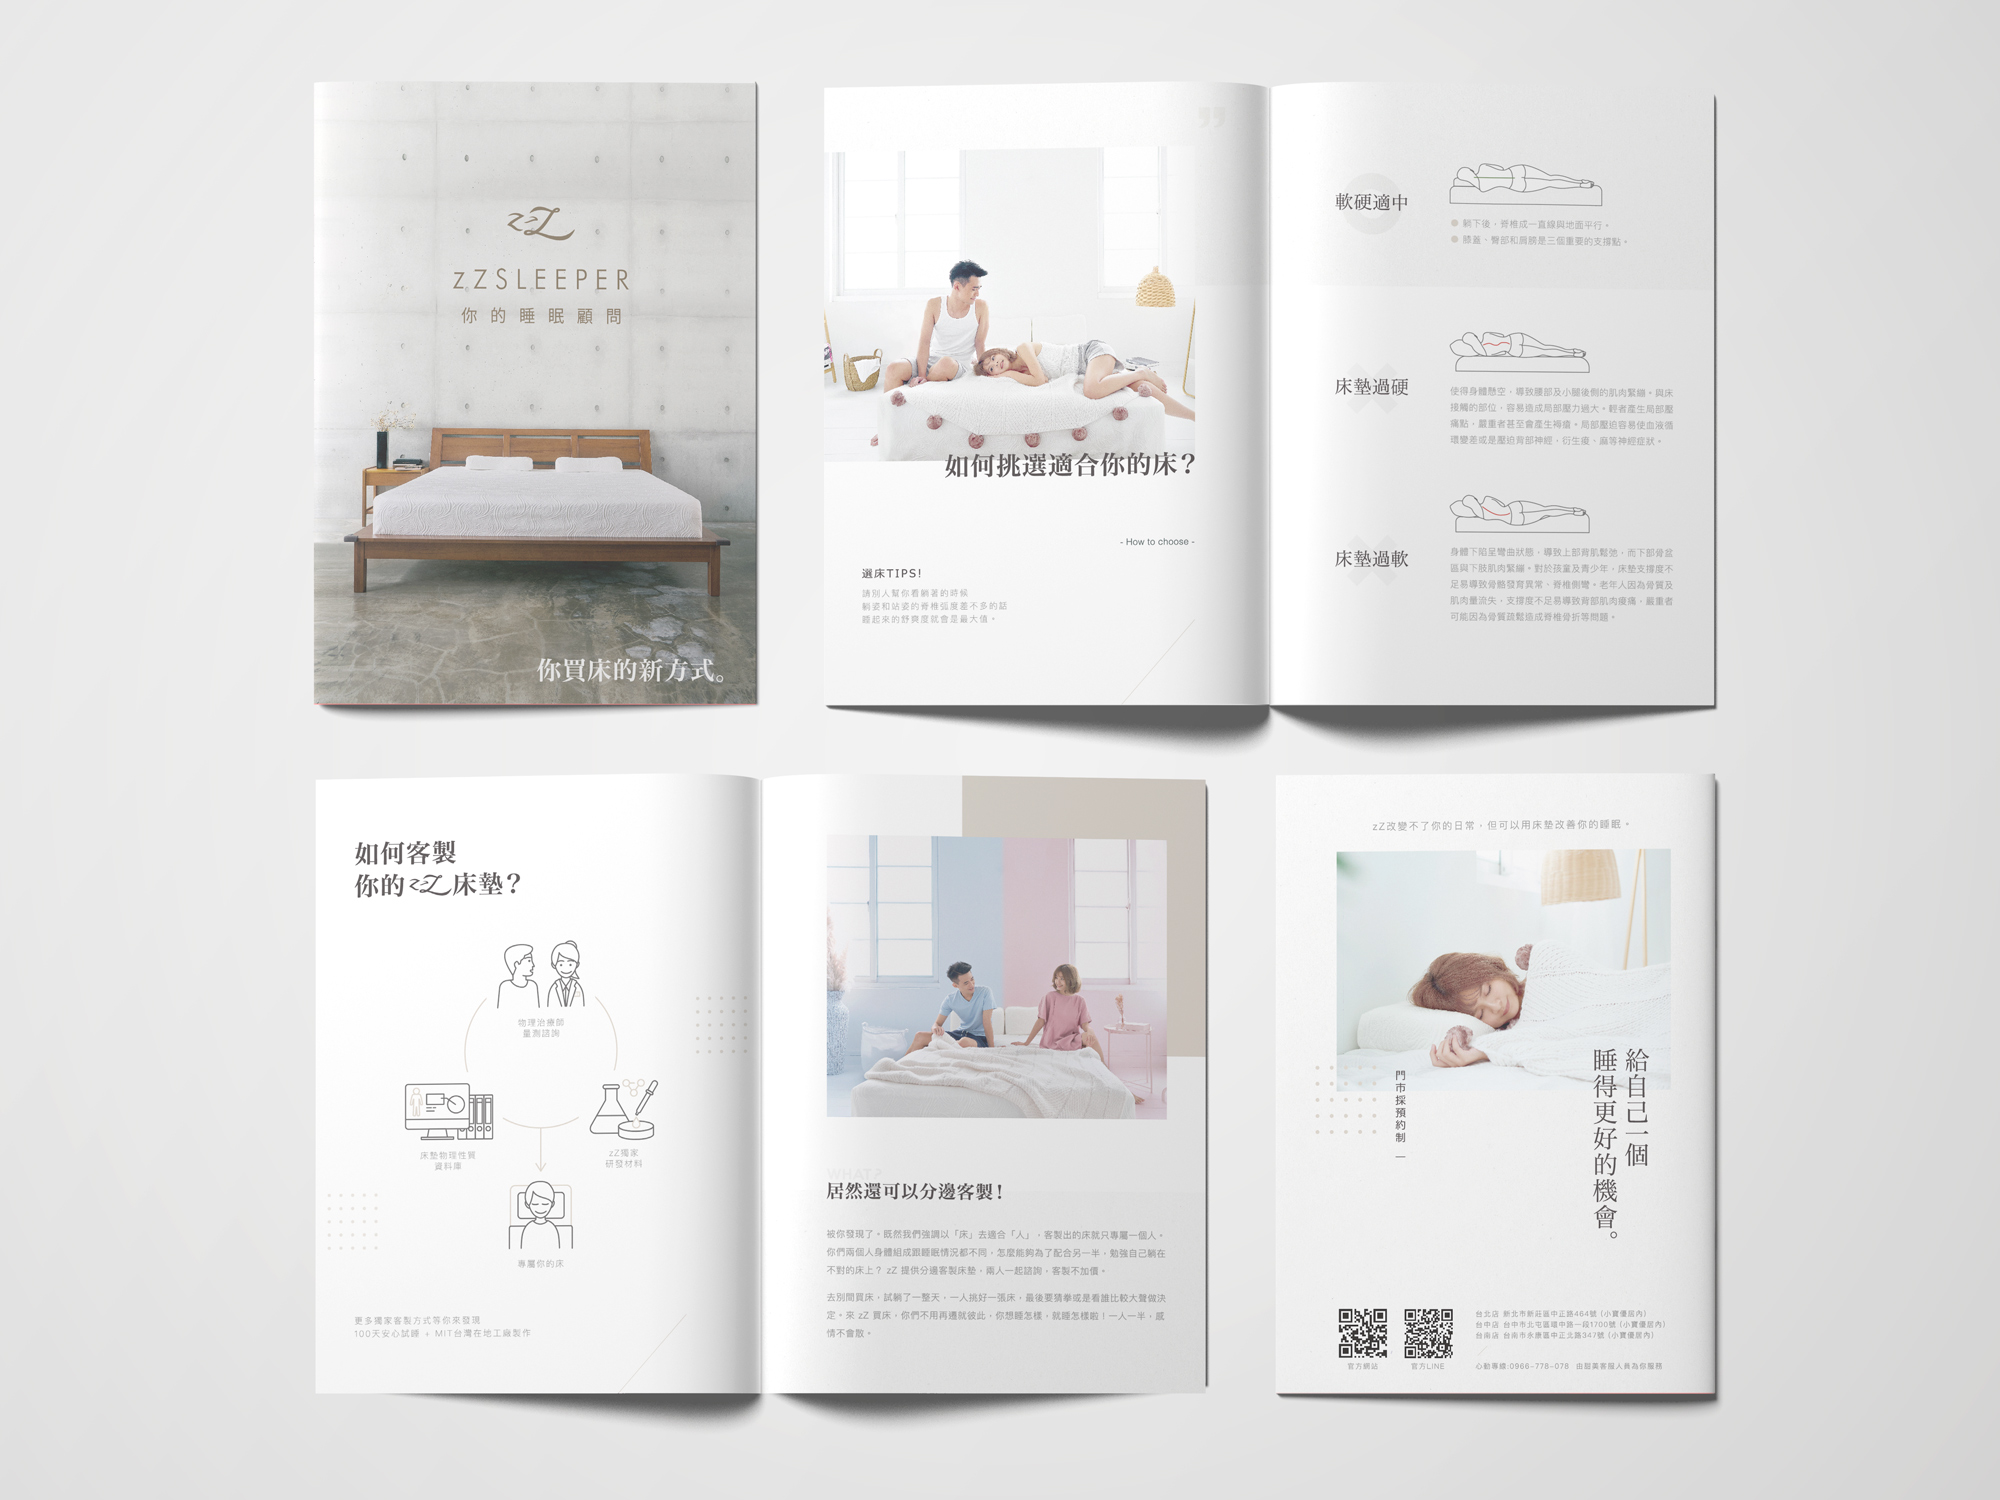 zZ
zZSLEEPER
你的睡眠顧問
你買床的新方式。
如何挑選適合你的床？
- How to choose -
選床TIPS!
請別人幫你看躺著的時候
躺姿和站姿的脊椎弧度差不多的話
睡起來的舒爽度就會是最大值。
軟硬適中
躺下後，脊椎成一直線與地面平行。
膝蓋、臀部和肩膀是三個重要的支撐點。
床墊過硬
使得身體懸空、導致腰部及小腿後側的肌肉緊繃。與床
接觸的部位，容易造成局部壓力過大。輕者產生局部壓
痛點，嚴重者甚至會產生褥瘡。局部壓迫容易使血液循
環變差或是壓迫背部神經，衍生痠、麻等神經症狀。
床墊過軟
身體下陷呈彎曲狀態，導致上部背肌鬆弛，而下部骨盆
區與下肢肌肉緊繃。對於孩童及青少年，床墊支撐度不
足易導致骨骼發育異常、脊椎側彎。老年人因為骨質及
肌肉量流失，支撐度不足易導致背部肌肉痠痛，嚴重者
可能因為骨質疏鬆造成脊椎骨折等問題。
如何客製
你的zZ床墊？
物理治療師
量測諮詢
床墊物理性質
資料庫
zZ獨家
研發材料
專屬你的床
更多獨家客製方式等你來發現
100天安心試睡 + MIT台灣在地工廠製作
居然還可以分邊客製！
被你發現了。既然我們強調以「床」去適合「人」，客製出的床就只專屬一個人。
你們兩個人身體組成跟睡眠情況都不同，怎麼能夠為了配合另一半，勉強自己躺在
不對的床上？ zZ 提供分邊客製床墊，兩人一起諮詢，客製不加價。
去別間買床，試躺了一整天，一人挑好一張床，最後要猜拳或是看誰比較大聲做決
定。來 zZ 買床，你們不用再遷就彼此，你想睡怎樣，就睡怎樣啦！一人一半，感
情不會散。
zZ改變不了你的日常，但可以用床墊改善你的睡眠。
給自己一個
睡得更好的機會。
門市採預約制
官方網站
官方LINE
台北店 新北市新莊區中正路464號 (小寶優居內)
台中店 台中市北屯區環中路一段1700號 (小寶優居內)
台南店 台南市永康區中正北路347號 (小寶優居內)
心動專線:0966-778-078 由甜美客服人員為你服務